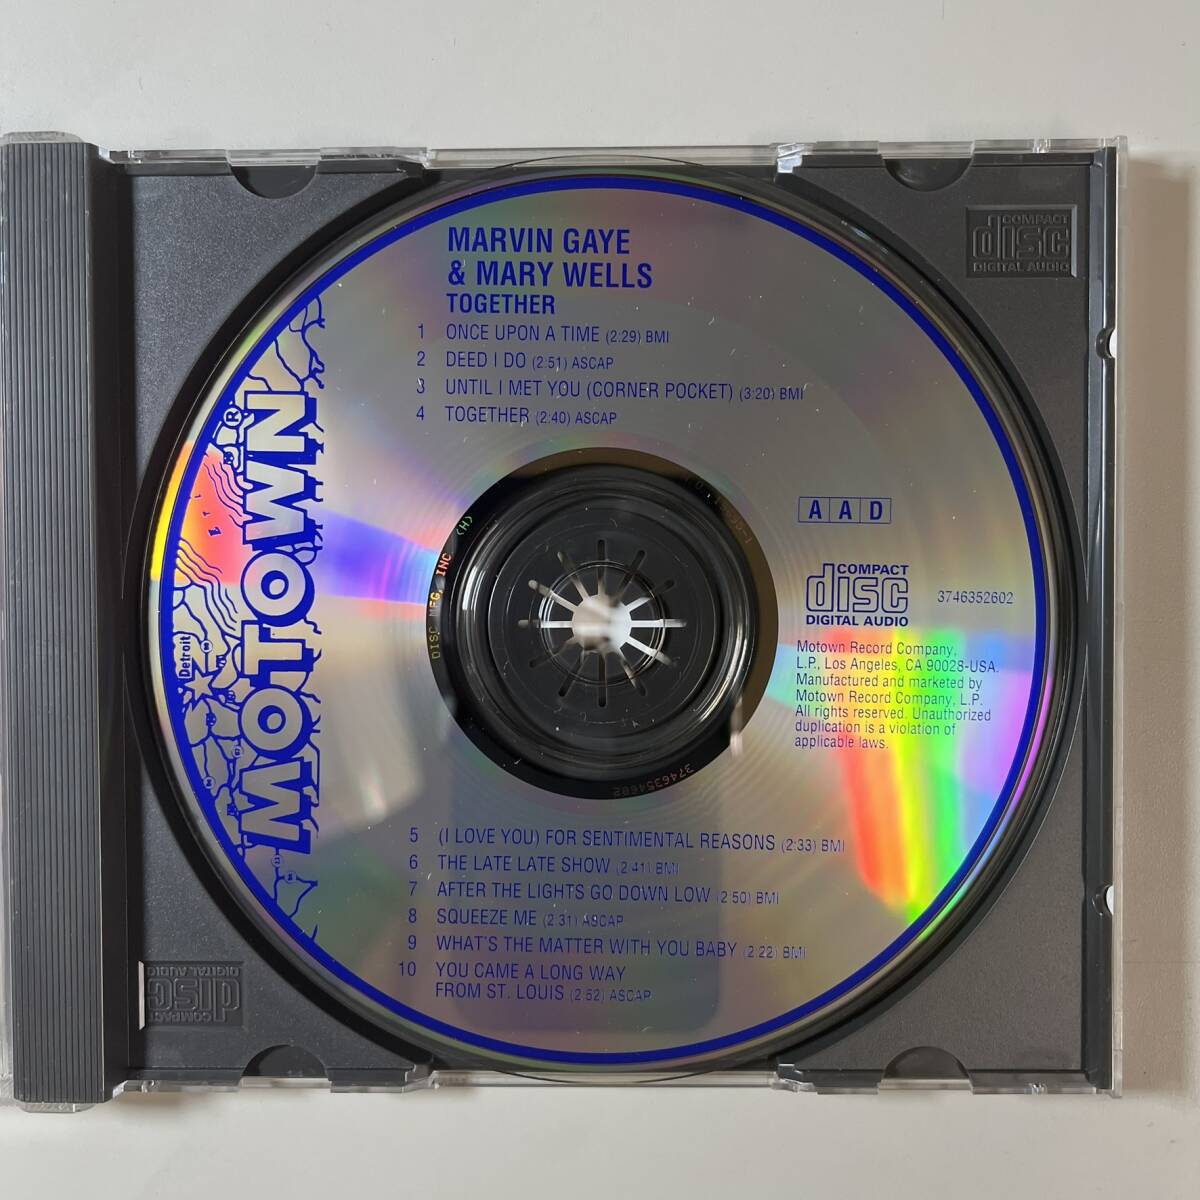 MARVIN GAYE
& MARY WELLS
TOGETHER
1 ONCE UPON A TIME (2:29) BMI
2 DEED I DO (2:51) ASCAP
3 UNTIL I MET YOU (CORNER POCKET) (3:20) BMI
4 TOGETHER (2:40) ASCAP
COMPACT
disc
DIGITAL AUDIO
MOTOWN®
Detroit
DISC MFG, INC (H)
3746354602
AAD
COMPACT
disc
DIGITAL AUDIO
3746352602
Motown Record Company,
L.P., Los Angeles, CA 90028-USA.
Manufactured and marketed by
Motown Record Company, L.P.
All rights reserved. Unauthorized
duplication is a violation of
applicable laws.
5 (I LOVE YOU) FOR SENTIMENTAL REASONS (2:33) BMI
6 THE LATE LATE SHOW (2:41) BMI
7 AFTER THE LIGHTS GO DOWN LOW (2:50) BMI
8 SQUEEZE ME (2:31) ASCAP
9 WHAT'S THE MATTER WITH YOU BABY (2:22) BMI
10 YOU CAME A LONG WAY
FROM ST. LOUIS (2:52) ASCAP
COMPACT
disc
DIGITAL AUDIO